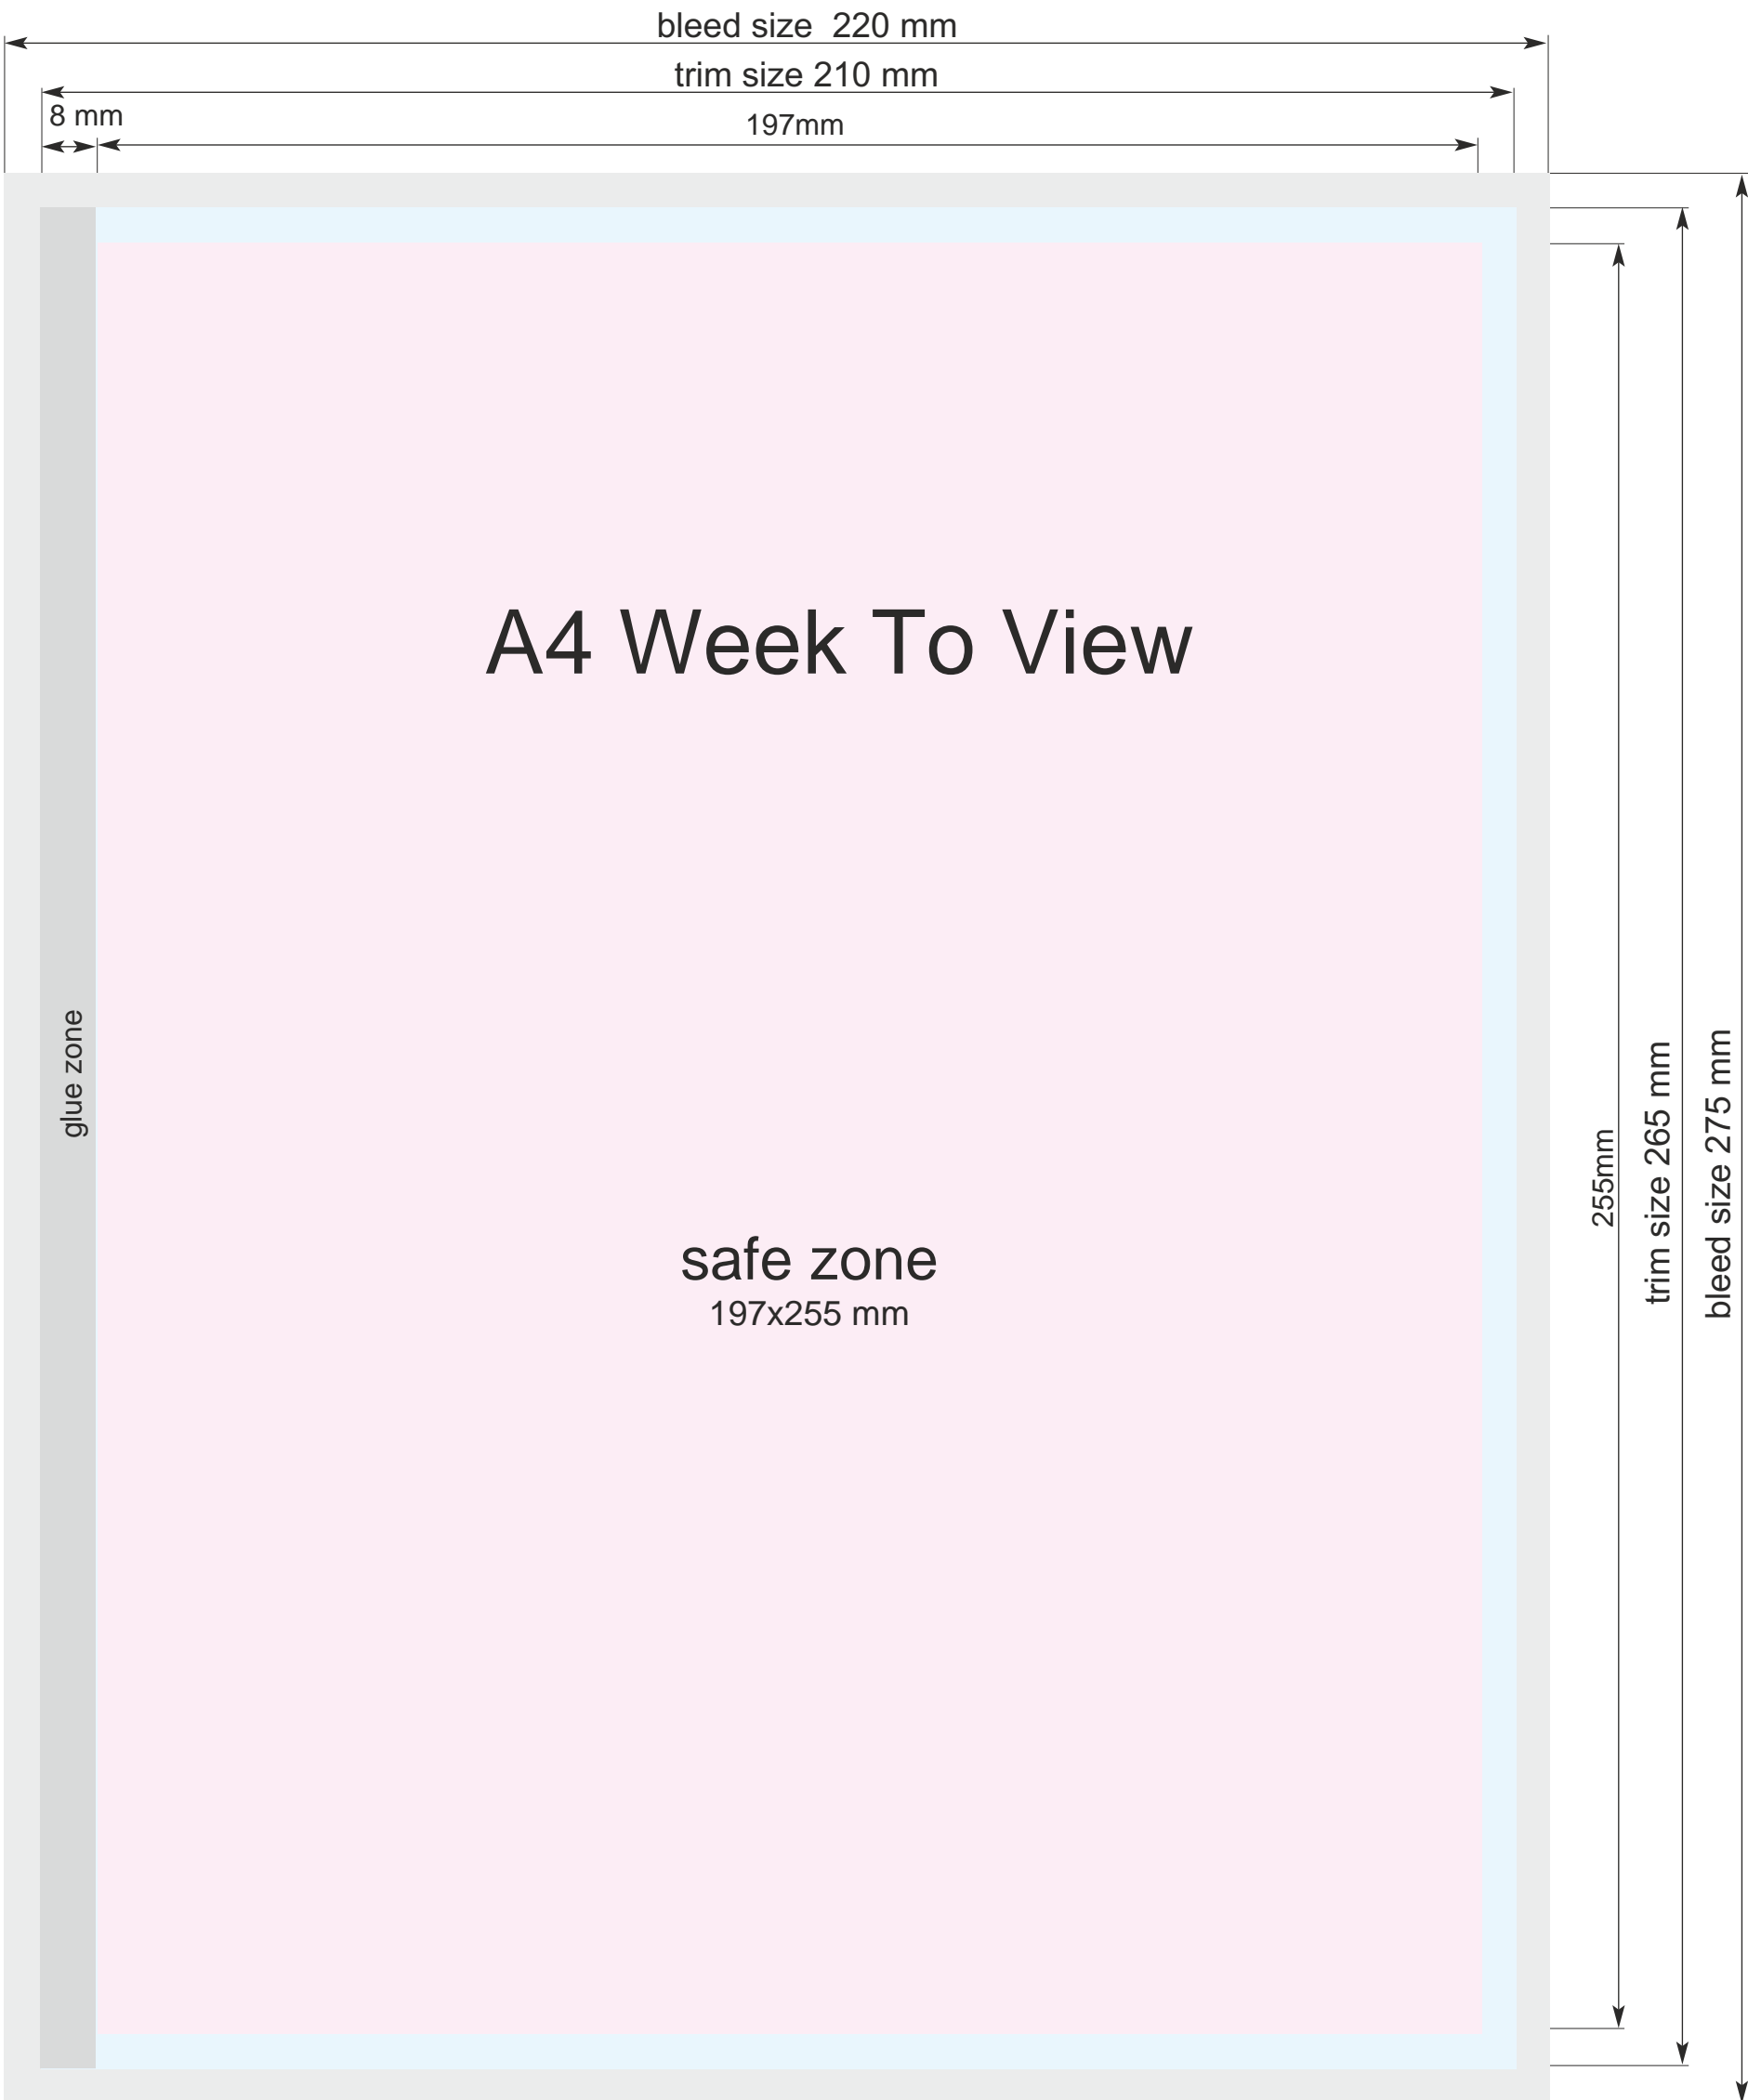 bleed size  220 mm
trim size 210 mm
8 mm
197mm
A4 Week To View
glue zone
safe zone
197x255 mm
255mm
trim size 265 mm
bleed size 275 mm